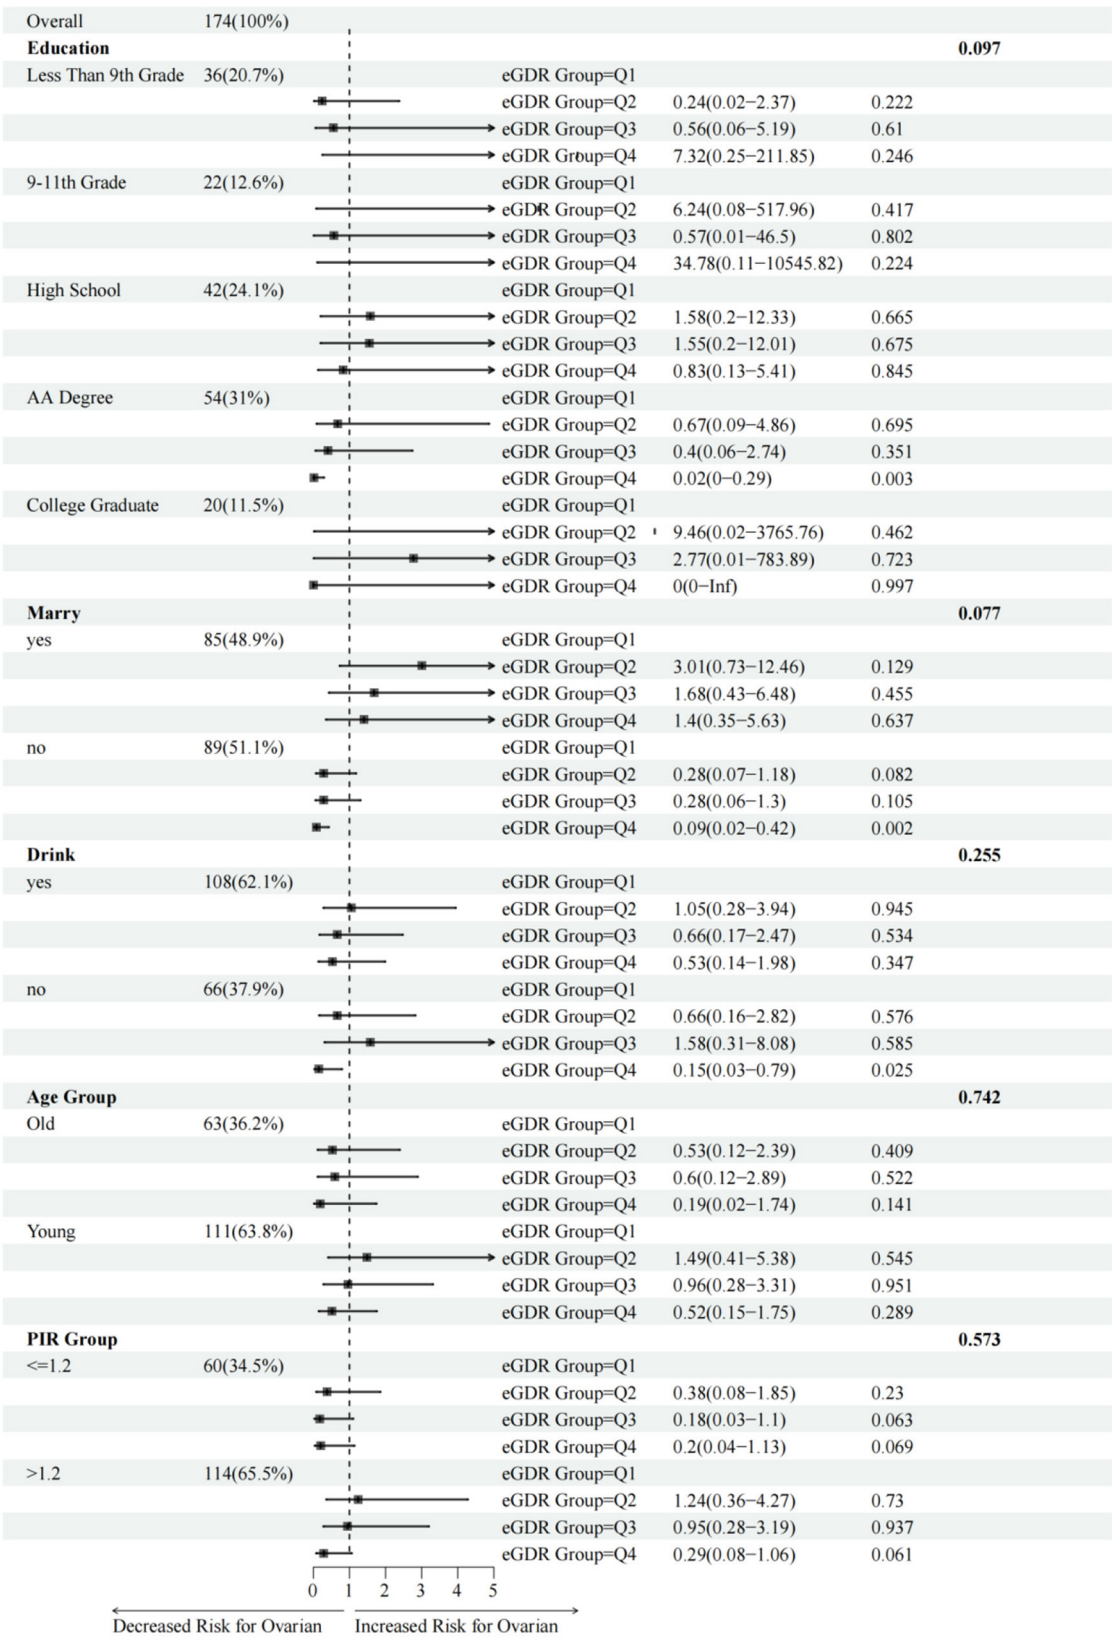 Overall 174(100%)
Education 0.097
Less Than 9th Grade 36(20.7%) eGDR Group=Q1
eGDR Group=Q2 0.24(0.02−2.37) 0.222
eGDR Group=Q3 0.56(0.06−5.19) 0.61
eGDR Group=Q4 7.32(0.25−211.85) 0.246
9-11th Grade 22(12.6%) eGDR Group=Q1
eGDR Group=Q2 6.24(0.08−517.96) 0.417
eGDR Group=Q3 0.57(0.01−46.5) 0.802
eGDR Group=Q4 34.78(0.11−10545.82) 0.224
High School 42(24.1%) eGDR Group=Q1
eGDR Group=Q2 1.58(0.2−12.33) 0.665
eGDR Group=Q3 1.55(0.2−12.01) 0.675
eGDR Group=Q4 0.83(0.13−5.41) 0.845
AA Degree 54(31%) eGDR Group=Q1
eGDR Group=Q2 0.67(0.09−4.86) 0.695
eGDR Group=Q3 0.4(0.06−2.74) 0.351
eGDR Group=Q4 0.02(0−0.29) 0.003
College Graduate 20(11.5%) eGDR Group=Q1
eGDR Group=Q2 9.46(0.02−3765.76) 0.462
eGDR Group=Q3 2.77(0.01−783.89) 0.723
eGDR Group=Q4 0(0−Inf) 0.997
Marry 0.077
yes 85(48.9%) eGDR Group=Q1
eGDR Group=Q2 3.01(0.73−12.46) 0.129
eGDR Group=Q3 1.68(0.43−6.48) 0.455
eGDR Group=Q4 1.4(0.35−5.63) 0.637
no 89(51.1%) eGDR Group=Q1
eGDR Group=Q2 0.28(0.07−1.18) 0.082
eGDR Group=Q3 0.28(0.06−1.3) 0.105
eGDR Group=Q4 0.09(0.02−0.42) 0.002
Drink 0.255
yes 108(62.1%) eGDR Group=Q1
eGDR Group=Q2 1.05(0.28−3.94) 0.945
eGDR Group=Q3 0.66(0.17−2.47) 0.534
eGDR Group=Q4 0.53(0.14−1.98) 0.347
no 66(37.9%) eGDR Group=Q1
eGDR Group=Q2 0.66(0.16−2.82) 0.576
eGDR Group=Q3 1.58(0.31−8.08) 0.585
eGDR Group=Q4 0.15(0.03−0.79) 0.025
Age Group 0.742
Old 63(36.2%) eGDR Group=Q1
eGDR Group=Q2 0.53(0.12−2.39) 0.409
eGDR Group=Q3 0.6(0.12−2.89) 0.522
eGDR Group=Q4 0.19(0.02−1.74) 0.141
Young 111(63.8%) eGDR Group=Q1
eGDR Group=Q2 1.49(0.41−5.38) 0.545
eGDR Group=Q3 0.96(0.28−3.31) 0.951
eGDR Group=Q4 0.52(0.15−1.75) 0.289
PIR Group 0.573
<=1.2 60(34.5%) eGDR Group=Q1
eGDR Group=Q2 0.38(0.08−1.85) 0.23
eGDR Group=Q3 0.18(0.03−1.1) 0.063
eGDR Group=Q4 0.2(0.04−1.13) 0.069
>1.2 114(65.5%) eGDR Group=Q1
eGDR Group=Q2 1.24(0.36−4.27) 0.73
eGDR Group=Q3 0.95(0.28−3.19) 0.937
eGDR Group=Q4 0.29(0.08−1.06) 0.061
0 1 2 3 4 5
Decreased Risk for Ovarian Increased Risk for Ovarian